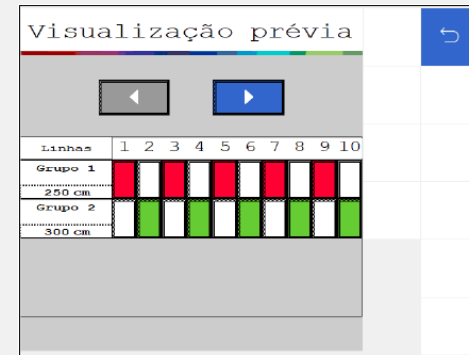 Visualização prévia
Linhas 1 2 3 4 5 6 7 8 9 10
Grupo 1
250 cm
Grupo 2
300 cm